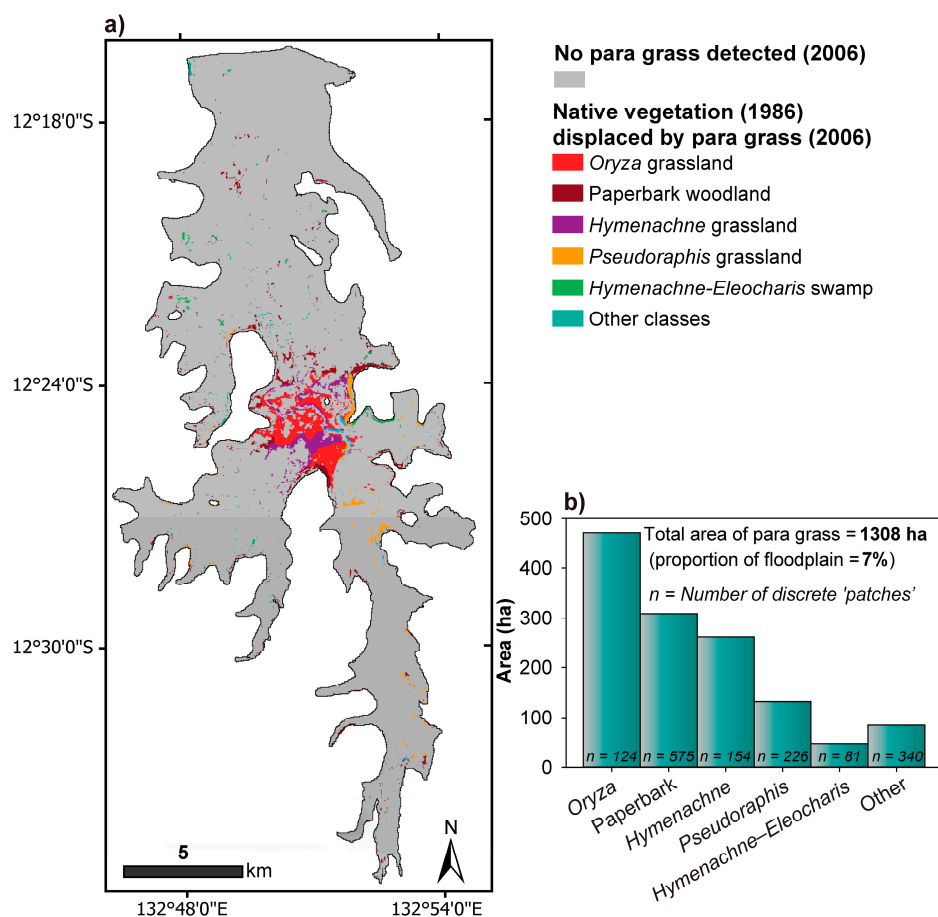 a)
12°18'0"S
12°24'0"S
12°30'0"S
132°48'0"E
132°54'0"E
5
km
N
No para grass detected (2006)
Native vegetation (1986)
displaced by para grass (2006)
Oryza grassland
Paperbark woodland
Hymenachne grassland
Pseudoraphis grassland
Hymenachne-Eleocharis swamp
Other classes
b)
Total area of para grass = 1308 ha
(proportion of floodplain = 7%)
n = Number of discrete 'patches'
Area (ha)
500
400
300
200
100
0
n = 124
n = 575
n = 154
n = 226
n = 81
n = 340
Oryza
Paperbark
Hymenachne
Pseudoraphis
Hymenachne–Eleocharis
Other